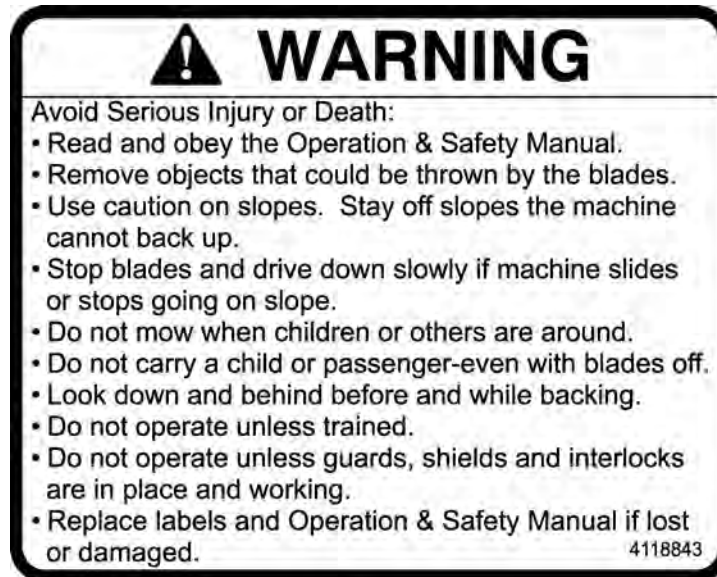 WARNING
Avoid Serious Injury or Death:
• Read and obey the Operation & Safety Manual.
• Remove objects that could be thrown by the blades.
• Use caution on slopes.  Stay off slopes the machine
cannot back up.
• Stop blades and drive down slowly if machine slides
or stops going on slope.
• Do not mow when children or others are around.
• Do not carry a child or passenger-even with blades off.
• Look down and behind before and while backing.
• Do not operate unless trained.
• Do not operate unless guards, shields and interlocks
are in place and working.
• Replace labels and Operation & Safety Manual if lost
or damaged. 4118843